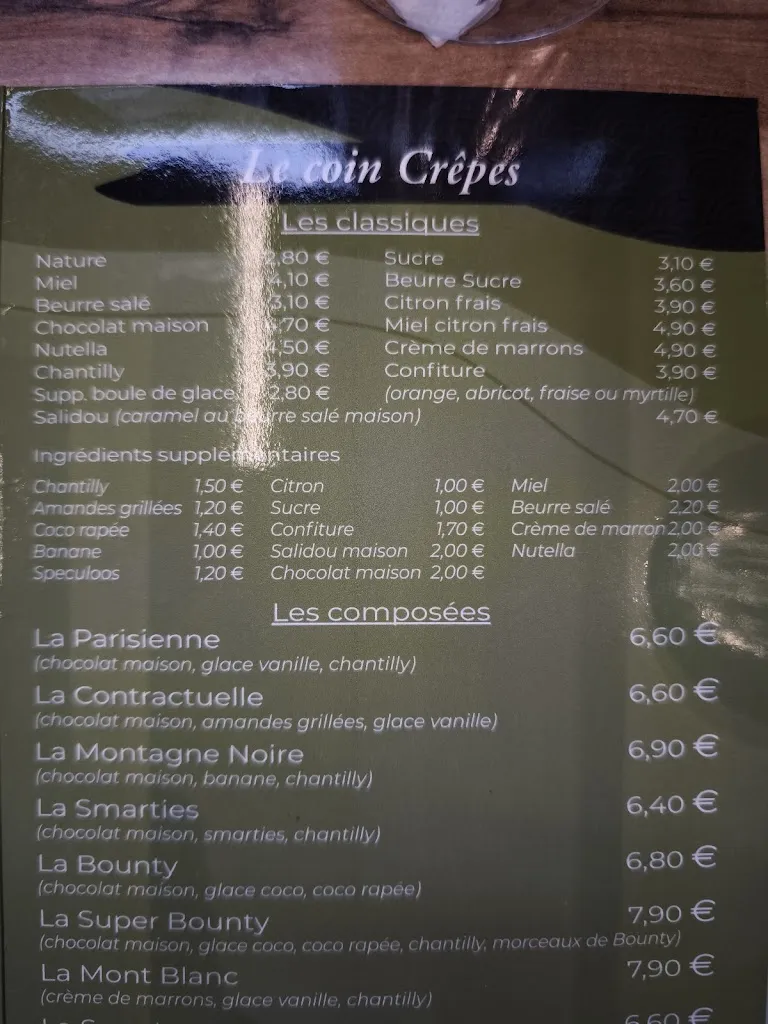 Le coin Crêpes
Les classiques
Nature 2,80 € Sucre 3,10 €
Miel 4,10 € Beurre Sucre 3,60 €
Beurre salé 3,10 € Citron frais 3,90 €
Chocolat maison ,70 € Miel citron frais 4,90 €
Nutella ,50 € Crème de marrons 4,90 €
Chantilly 3,90 € Confiture 3,90 €
Supp. boule de glace 2,80 € (orange, abricot, fraise ou myrtille)
Salidou (caramel au beurre salé maison) 4,70 €
Ingrédients supplémentaires
Chantilly 1,50 € Citron 1,00 € Miel 2,00 €
Amandes grillées 1,20 € Sucre 1,00 € Beurre salé 2,20 €
Coco rapée 1,40 € Confiture 1,70 € Crème de marron 2,00 €
Banane 1,00 € Salidou maison 2,00 € Nutella 2,00 €
Speculoos 1,20 € Chocolat maison 2,00 €
Les composées
La Parisienne 6,60 €
(chocolat maison, glace vanille, chantilly)
La Contractuelle 6,60 €
(chocolat maison, amandes grillées, glace vanille)
La Montagne Noire 6,90 €
(chocolat maison, banane, chantilly)
La Smarties 6,40 €
(chocolat maison, smarties, chantilly)
La Bounty 6,80 €
(chocolat maison, glace coco, coco rapée)
La Super Bounty 7,90 €
(chocolat maison, glace coco, coco rapée, chantilly, morceaux de Bounty)
La Mont Blanc 7,90 €
(crème de marrons, glace vanille, chantilly)
6,60 €